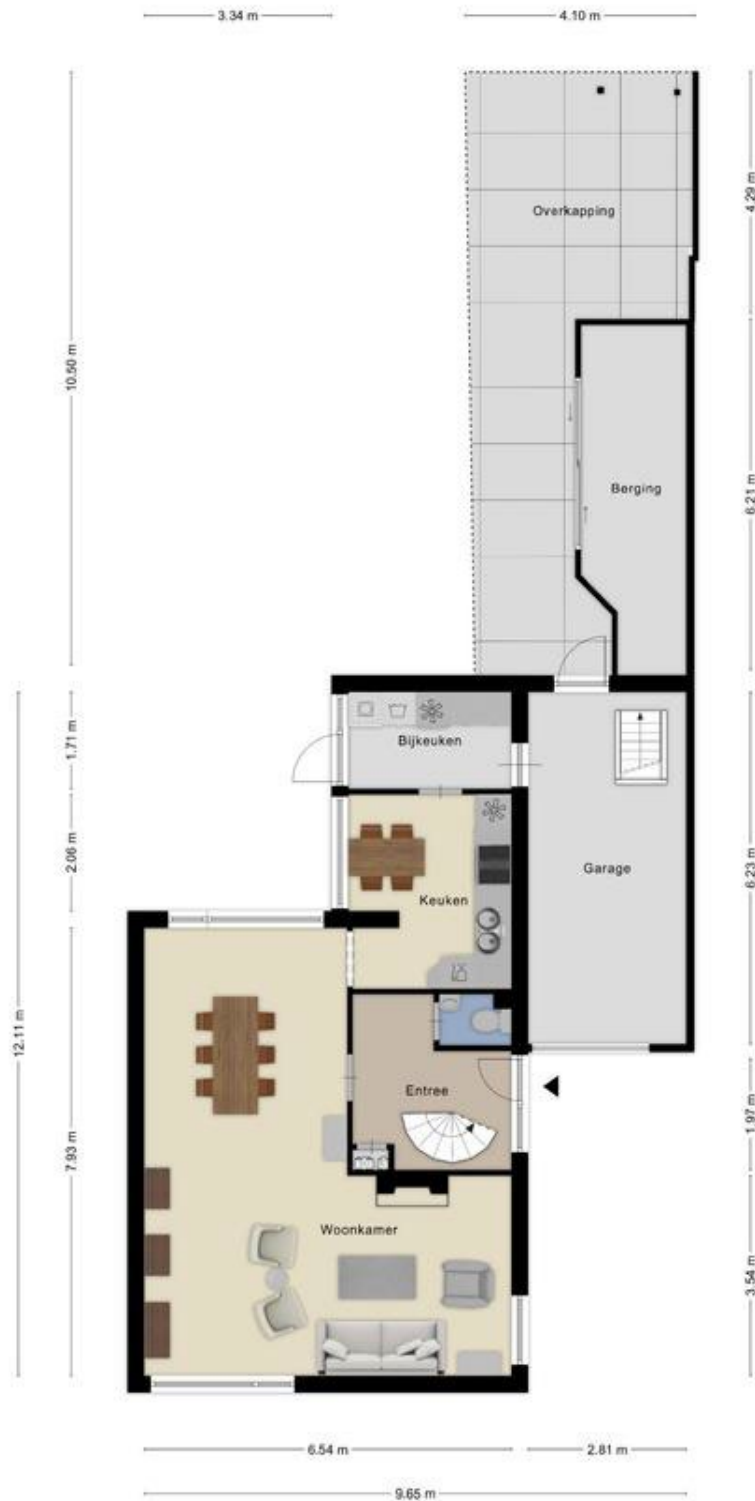 3.34 m
4.10 m
4.29 m
Overkapping
10.50 m
6.21 m
Berging
1.71 m
Bijkeuken
2.06 m
Keuken
Garage
6.23 m
12.11 m
7.93 m
Entree
1.97 m
Woonkamer
3.54 m
6.54 m
2.81 m
9.65 m